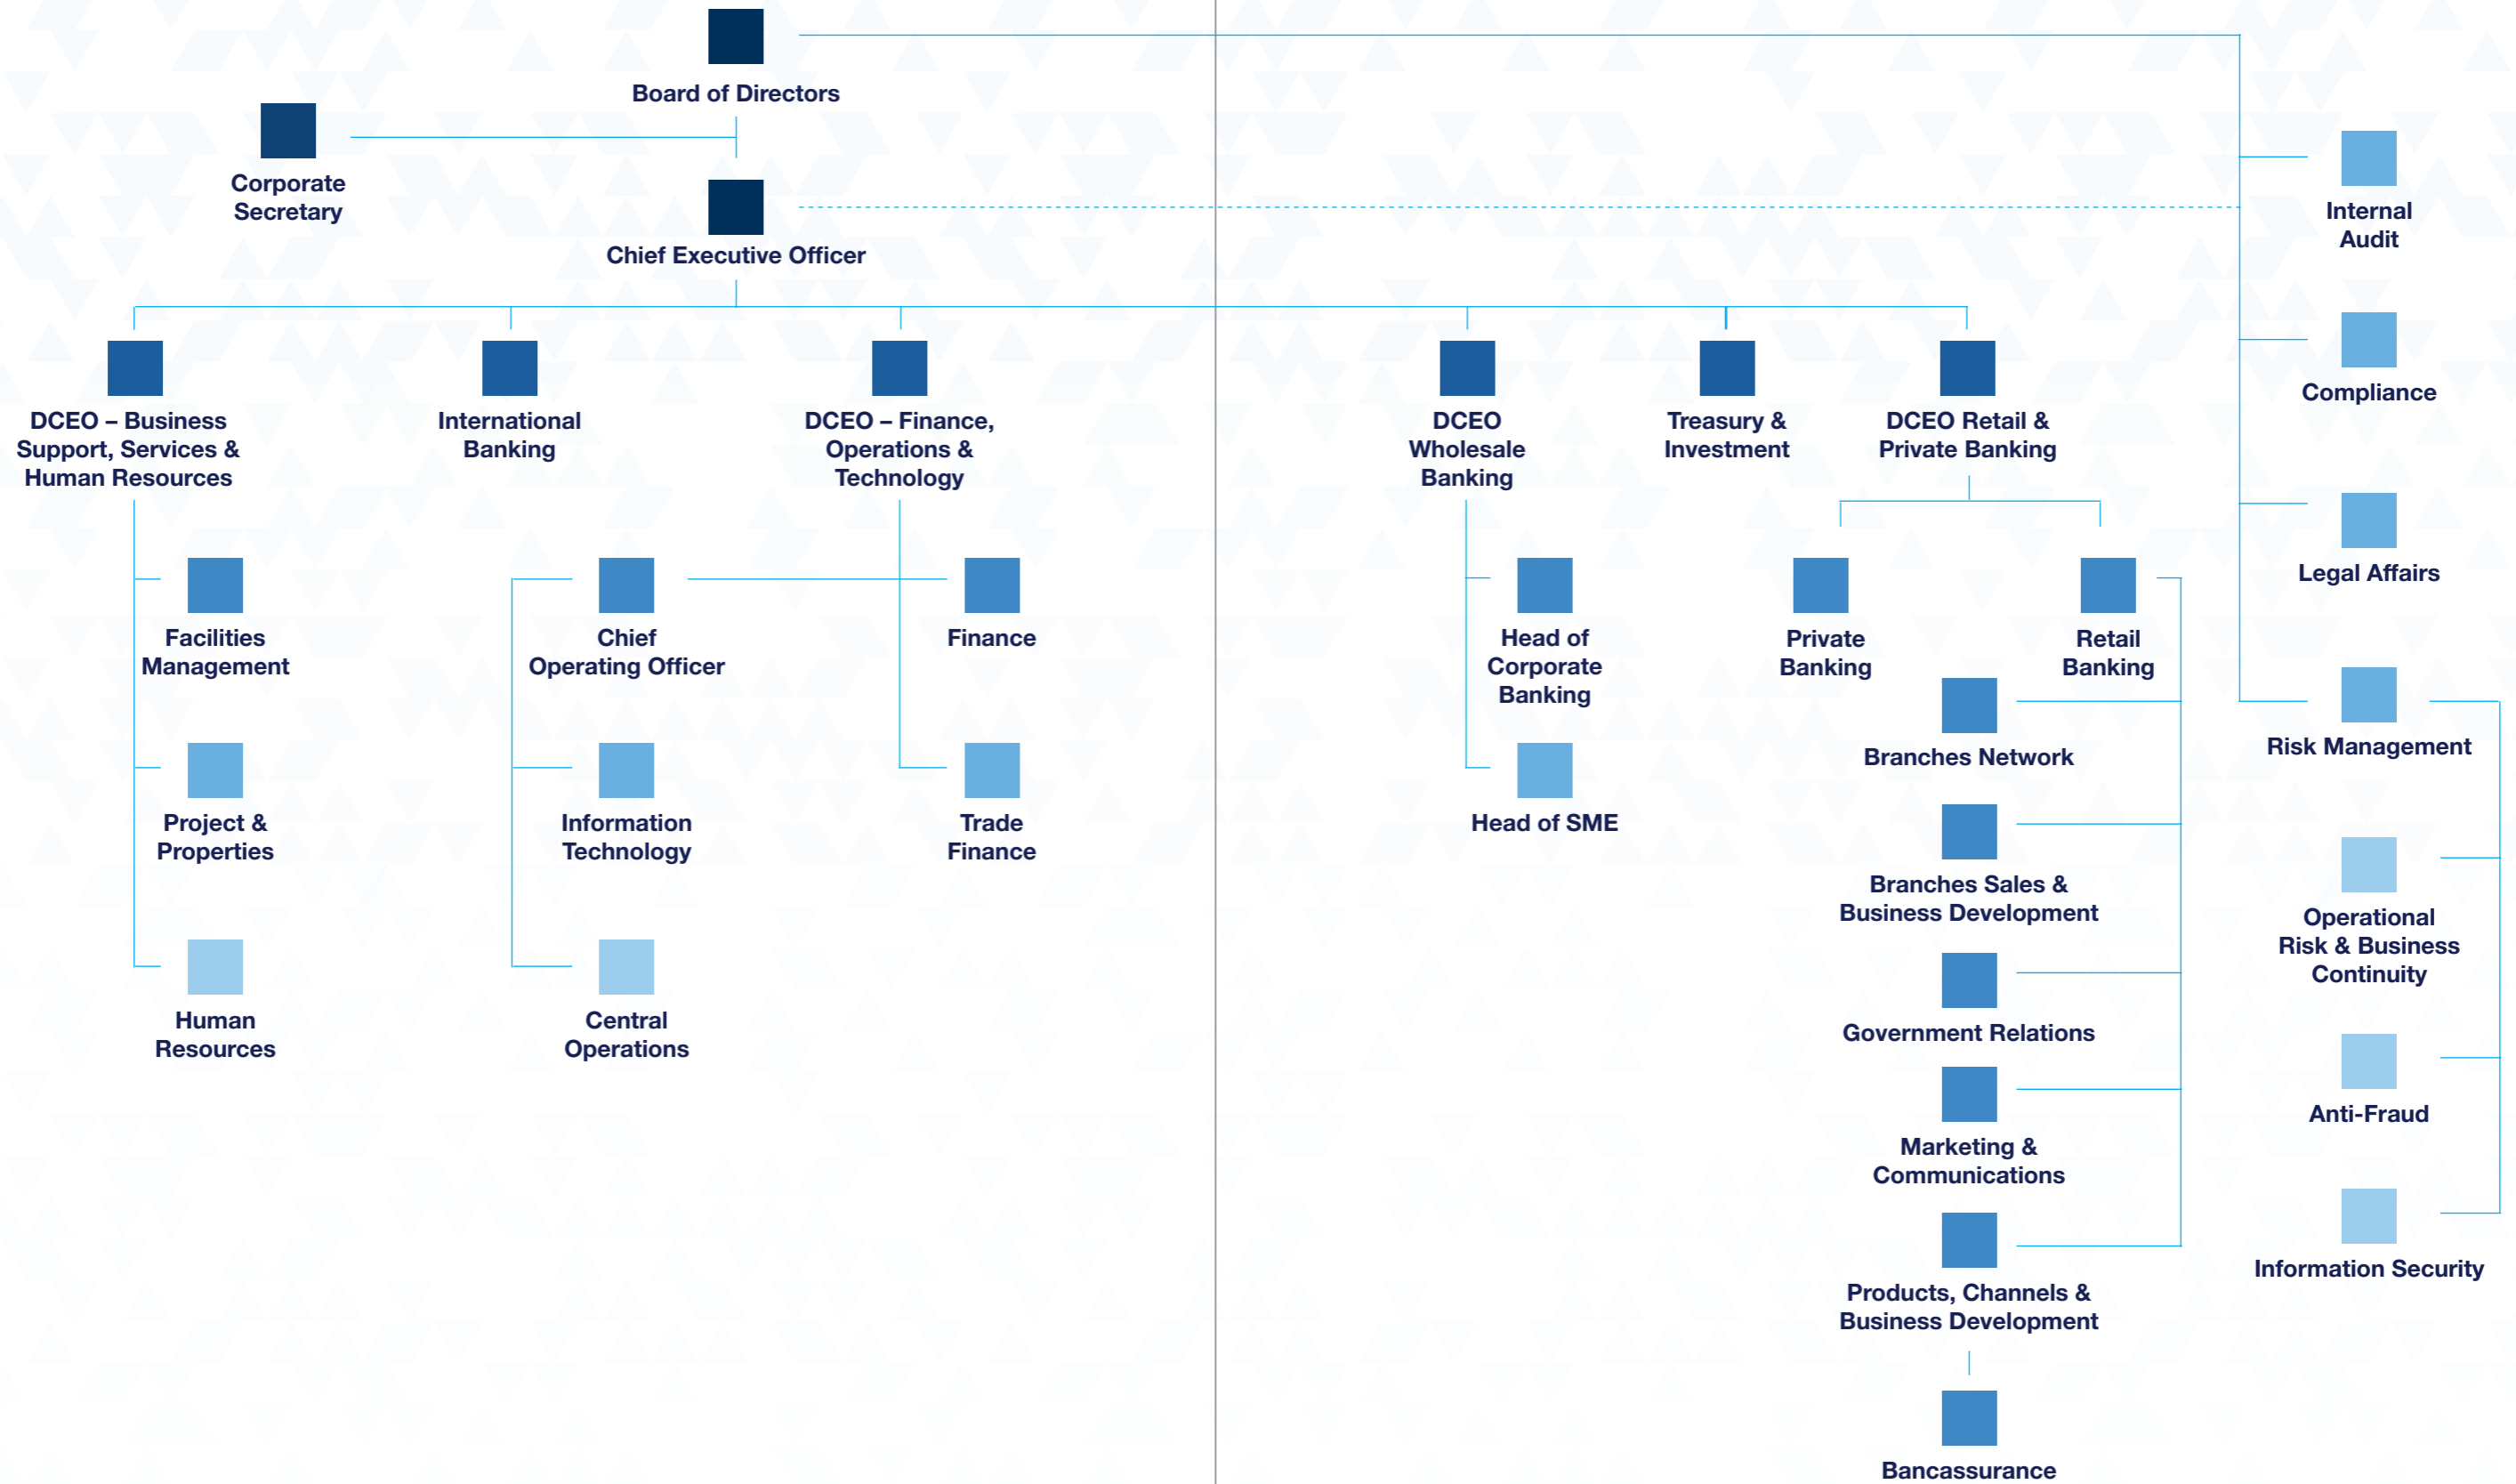 Board of Directors
Corporate
Secretary
Chief Executive Officer
DCEO – Business
Support, Services &
Human Resources
International
Banking
DCEO – Finance,
Operations &
Technology
DCEO
Wholesale
Banking
Treasury &
Investment
DCEO Retail &
Private Banking
Facilities
Management
Project &
Properties
Human
Resources
Chief
Operating Officer
Information
Technology
Central
Operations
Finance
Trade
Finance
Head of
Corporate
Banking
Head of SME
Private
Banking
Retail
Banking
Branches Network
Branches Sales &
Business Development
Government Relations
Marketing &
Communications
Products, Channels &
Business Development
Bancassurance
Internal
Audit
Compliance
Legal Affairs
Risk Management
Operational
Risk & Business
Continuity
Anti-Fraud
Information Security